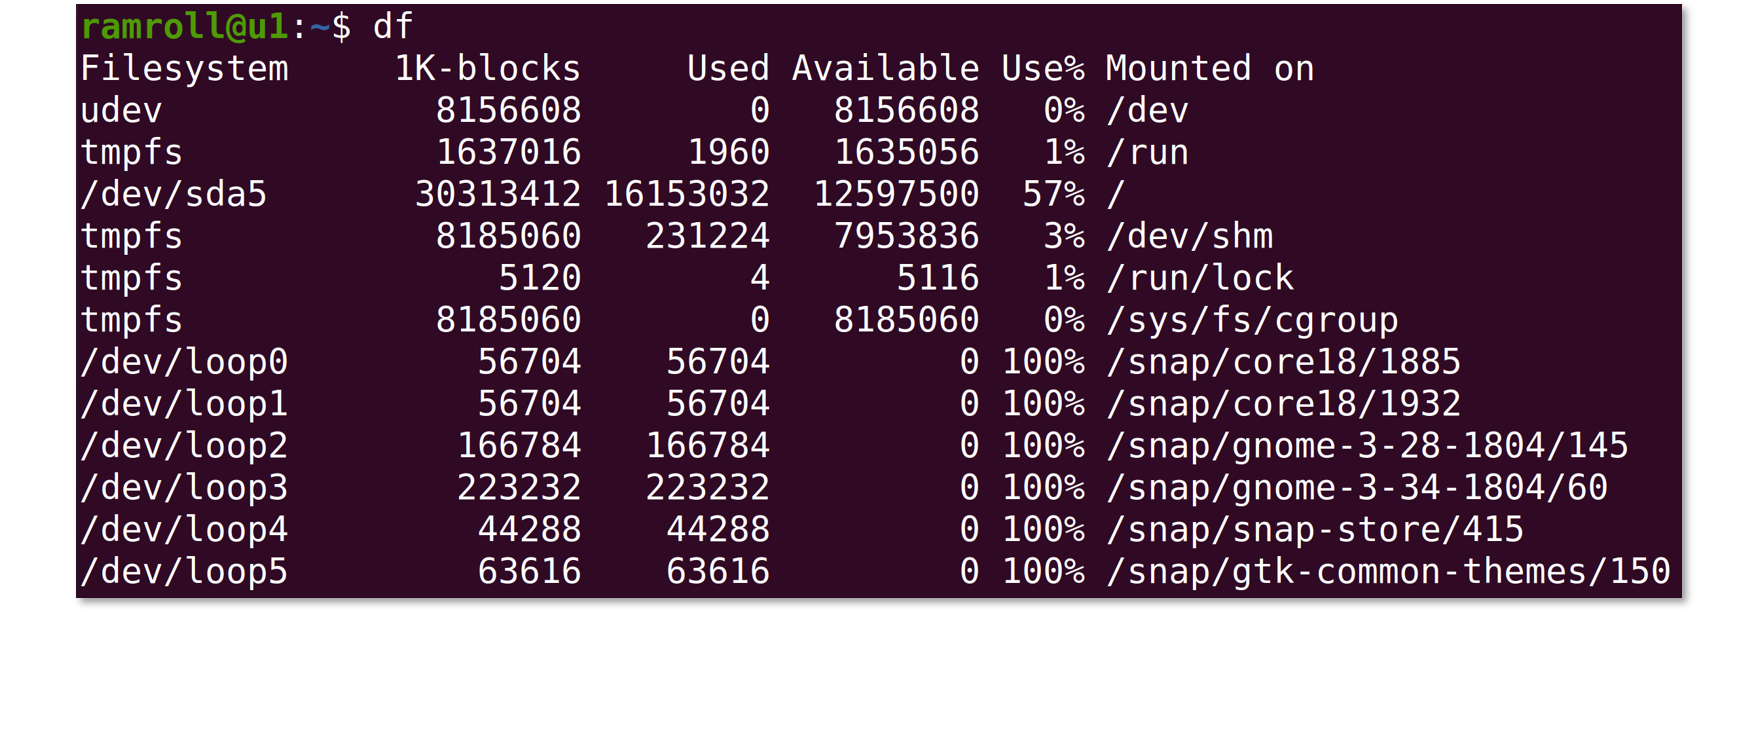 ramroll@u1:~$ df
Filesystem     1K-blocks     Used Available Use% Mounted on
udev             8156608        0   8156608   0% /dev
tmpfs            1637016     1960   1635056   1% /run
/dev/sda5       30313412 16153032  12597500  57% /
tmpfs            8185060   231224   7953836   3% /dev/shm
tmpfs               5120        4      5116   1% /run/lock
tmpfs            8185060        0   8185060   0% /sys/fs/cgroup
/dev/loop0         56704    56704         0 100% /snap/core18/1885
/dev/loop1         56704    56704         0 100% /snap/core18/1932
/dev/loop2        166784   166784         0 100% /snap/gnome-3-28-1804/145
/dev/loop3        223232   223232         0 100% /snap/gnome-3-34-1804/60
/dev/loop4         44288    44288         0 100% /snap/snap-store/415
/dev/loop5         63616    63616         0 100% /snap/gtk-common-themes/150